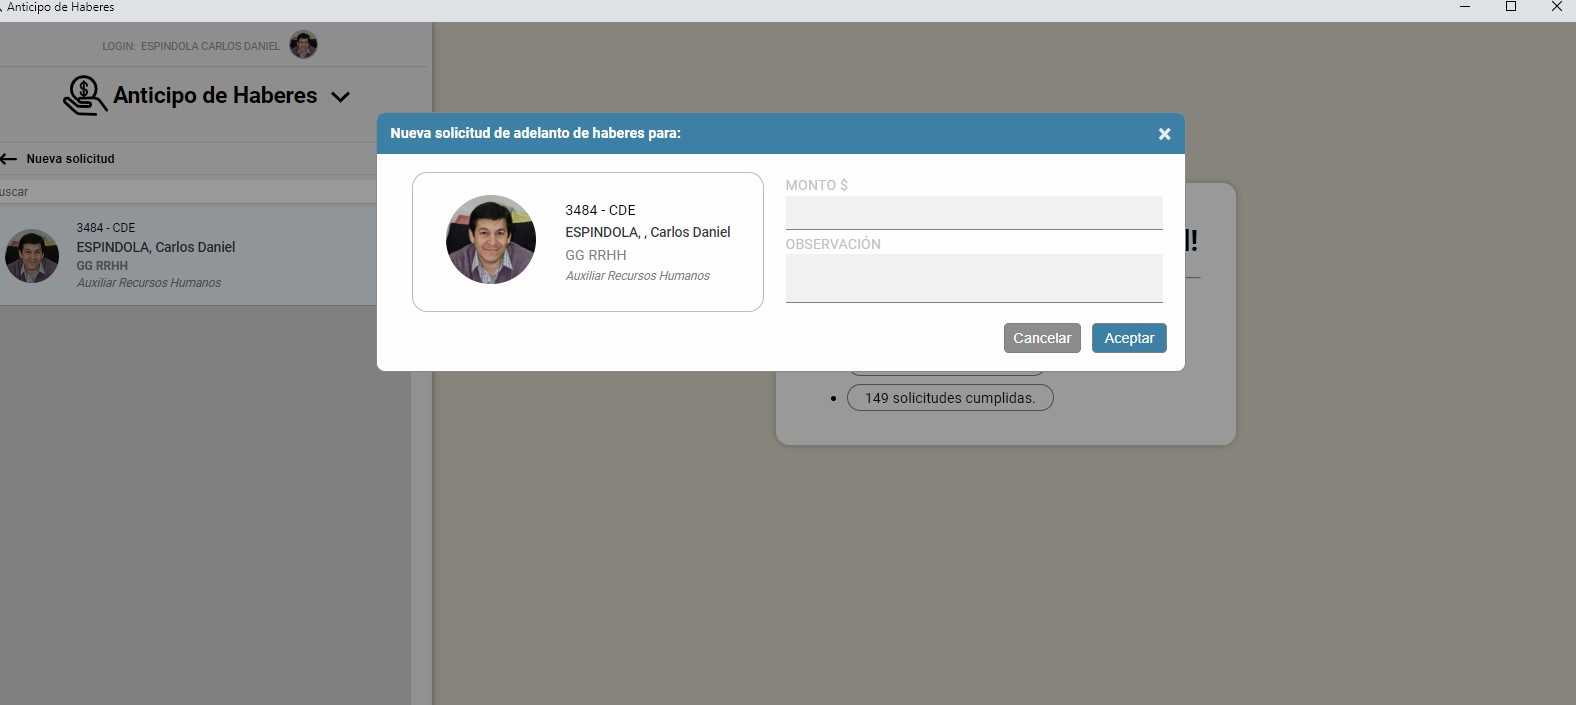 Anticipo de Haberes
LOGIN: ESPINDOLA CARLOS DANIEL
Anticipo de Haberes
Nueva solicitud
uscar
3484 - CDE
ESPINDOLA, Carlos Daniel
GG RRHH
Auxiliar Recursos Humanos
Nueva solicitud de adelanto de haberes para:
3484 - CDE
ESPINDOLA, , Carlos Daniel
GG RRHH
Auxiliar Recursos Humanos
MONTO $
OBSERVACIÓN
Cancelar
Aceptar
149 solicitudes cumplidas.